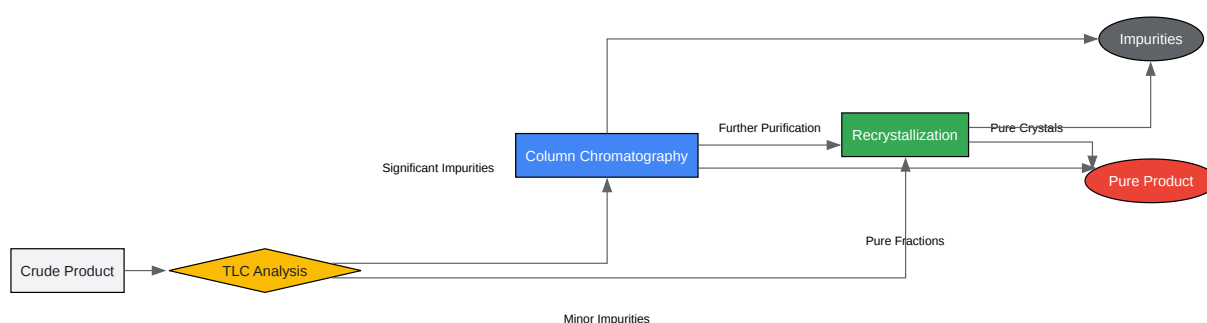 Impurities
Further Purification
Recrystallization
Pure Crystals
Column Chromatography
Significant Impurities
Pure Product
Pure Fractions
Crude Product
TLC Analysis
Minor Impurities